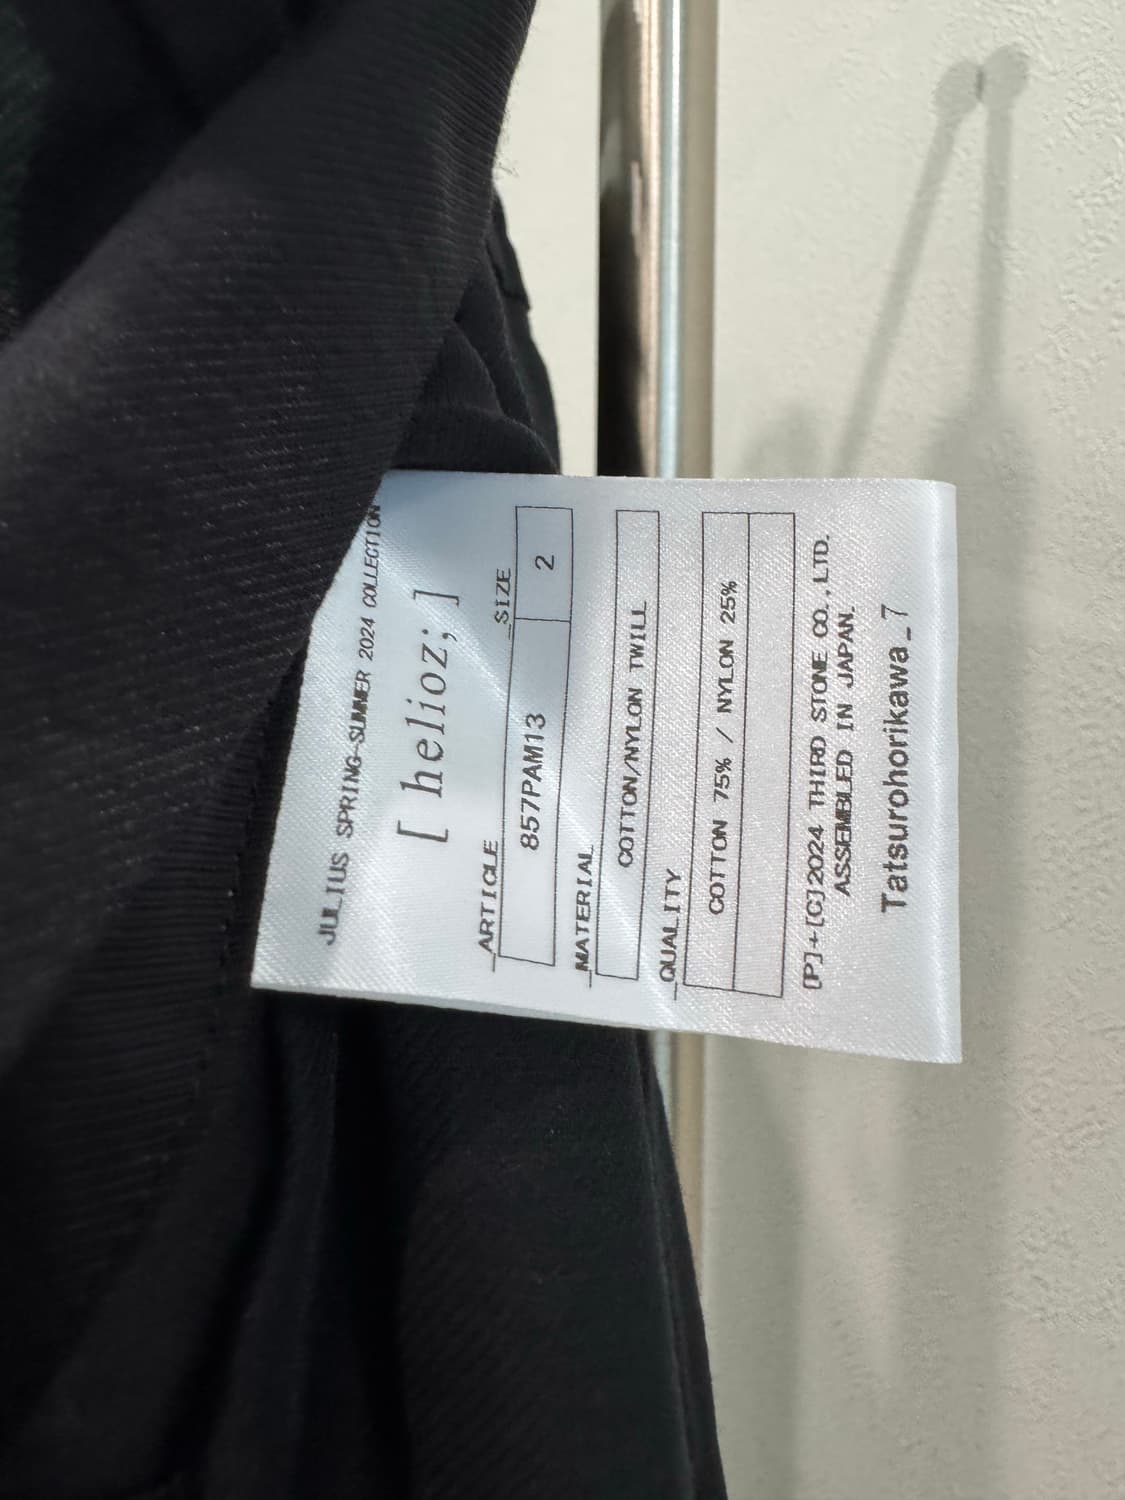 JULIUS SPRING-SUMMER 2024 COLLECTION
[ helioz; ]
_ARTICLE _SIZE
857PAM13 2
_MATERIAL
COTTON/NYLON TWILL
_QUALITY
COTTON 75% / NYLON 25%
[P]+[C]2024 THIRD STONE CO.,LTD.
ASSEMBLED IN JAPAN.
Tatsurohorikawa_7